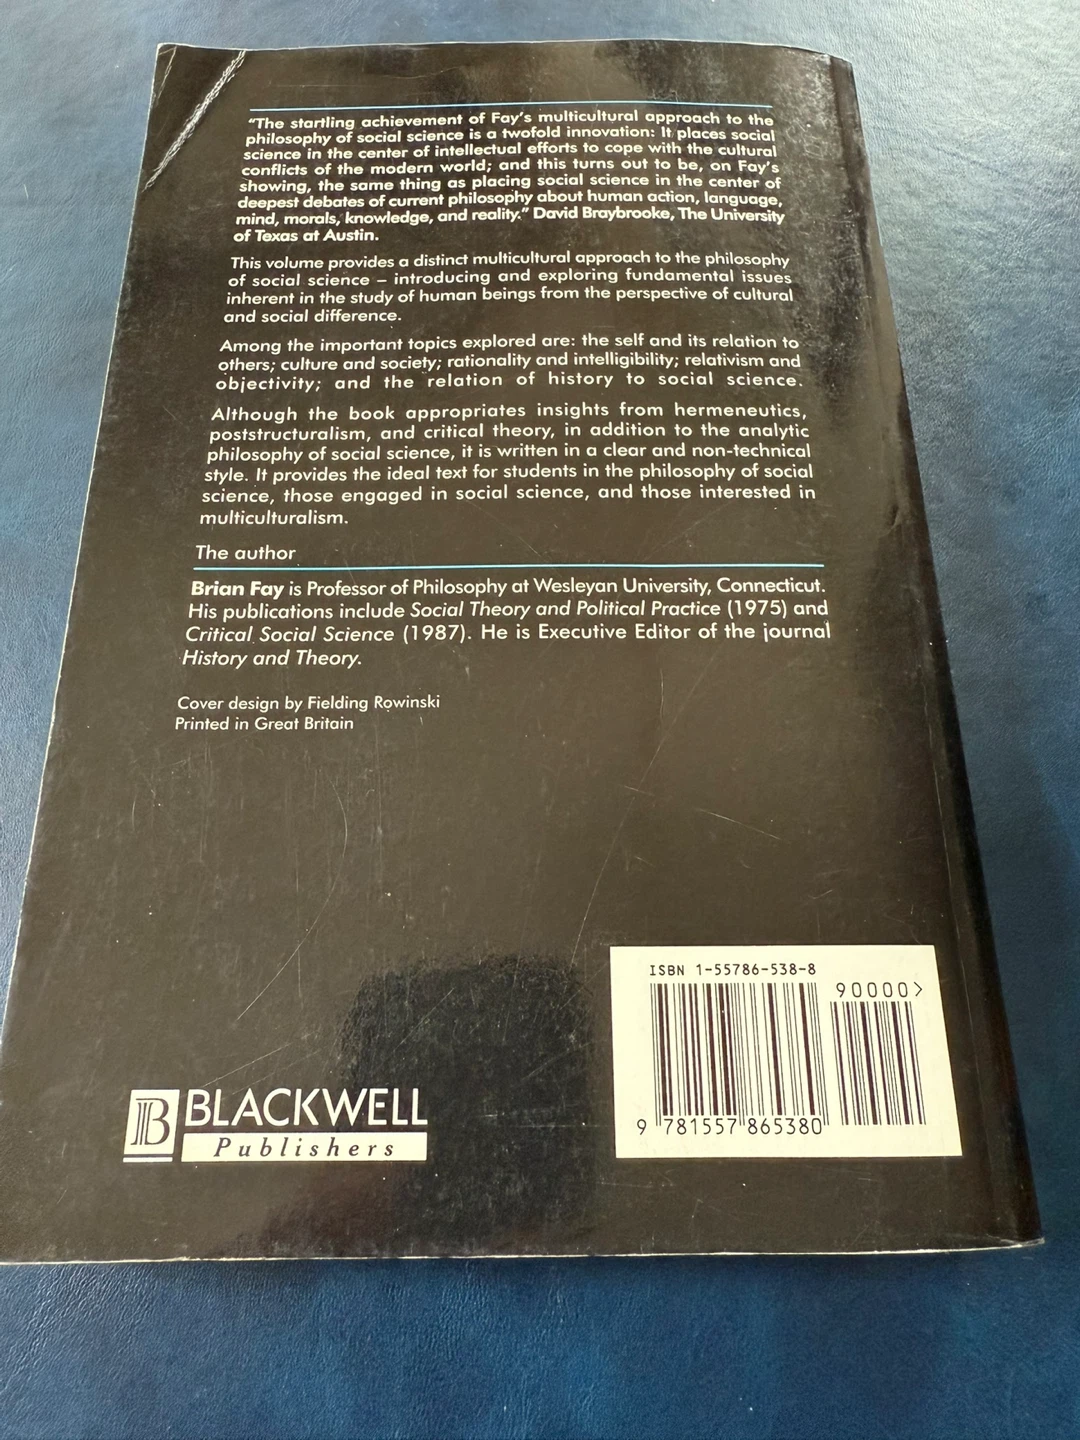 "The startling achievement of Fay's multicultural approach to the
philosophy of social science is a twofold innovation: It places social
science in the center of intellectual efforts to cope with the cultural
conflicts of the modern world; and this turns out to be, on Fay's
showing, the same thing as placing social science in the center of
deepest debates of current philosophy about human action, language,
mind, morals, knowledge, and reality." David Braybrooke, The University
of Texas at Austin.
This volume provides a distinct multicultural approach to the philosophy
of social science – introducing and exploring fundamental issues
inherent in the study of human beings from the perspective of cultural
and social difference.
Among the important topics explored are: the self and its relation to
others; culture and society; rationality and intelligibility; relativism and
objectivity; and the relation of history to social science.
Although the book appropriates insights from hermeneutics,
poststructuralism, and critical theory, in addition to the analytic
philosophy of social science, it is written in a clear and non-technical
style. It provides the ideal text for students in the philosophy of social
science, those engaged in social science, and those interested in
multiculturalism.
The author
Brian Fay is Professor of Philosophy at Wesleyan University, Connecticut.
His publications include Social Theory and Political Practice (1975) and
Critical Social Science (1987). He is Executive Editor of the journal
History and Theory.
Cover design by Fielding Rowinski
Printed in Great Britain
ISBN 1-55786-538-8
90000>
9 781557 865380
B BLACKWELL
Publishers